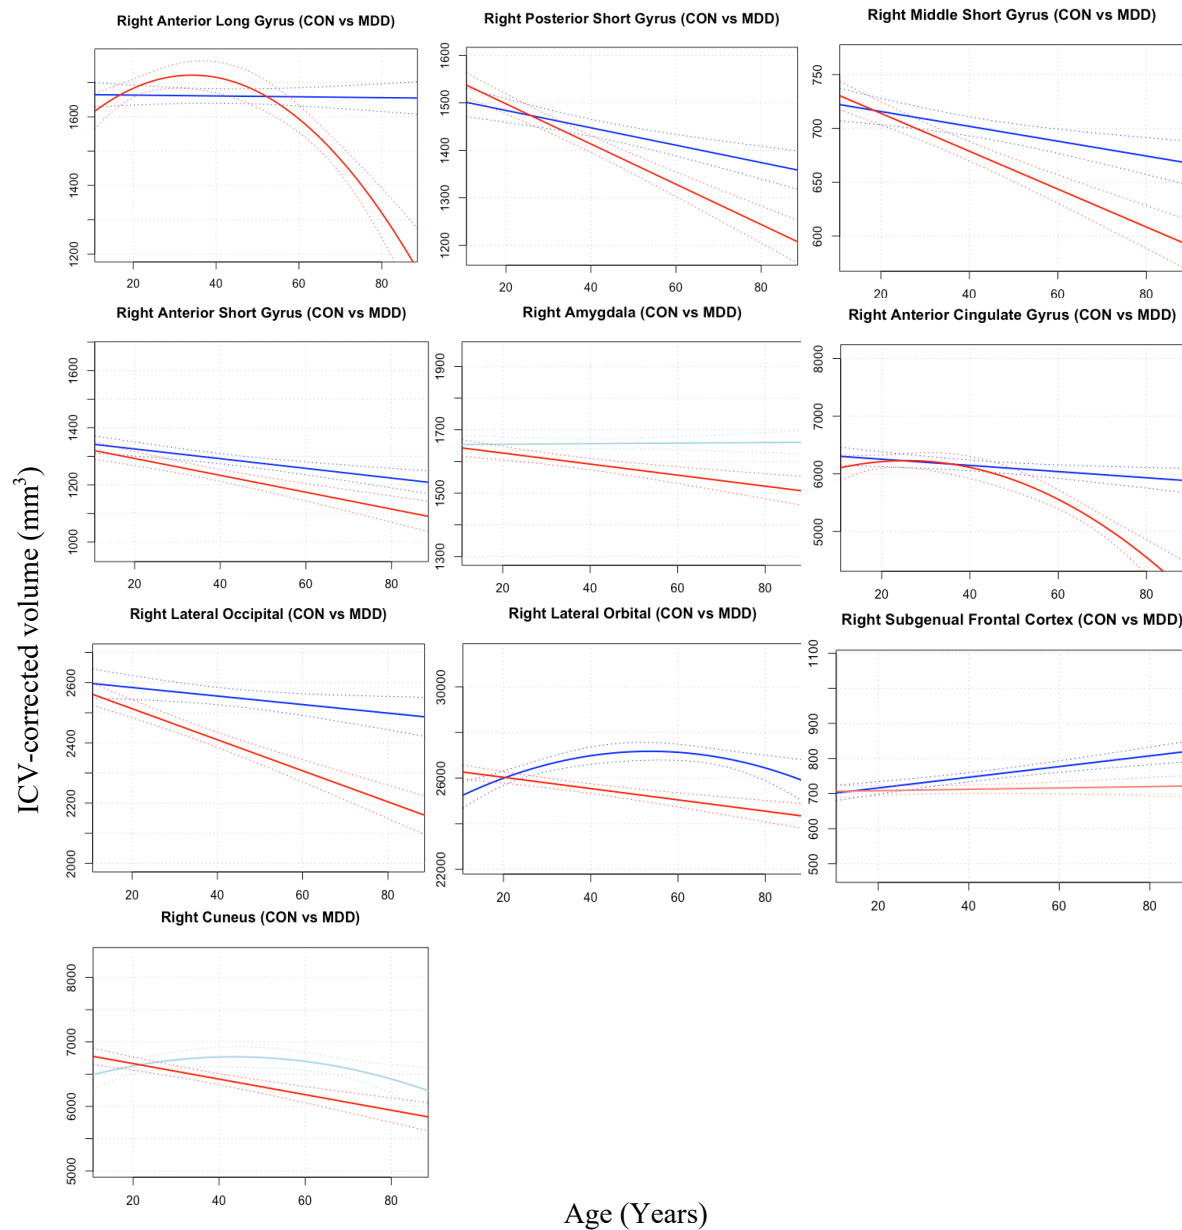 Right Anterior Long Gyrus (CON vs MDD)
1200 1400 1600
20 40 60 80
Right Posterior Short Gyrus (CON vs MDD)
1200 1300 1400 1500 1600
20 40 60 80
Right Middle Short Gyrus (CON vs MDD)
600 650 700 750
20 40 60 80
Right Anterior Short Gyrus (CON vs MDD)
1000 1200 1400 1600
20 40 60 80
Right Amygdala (CON vs MDD)
1300 1500 1700 1900
20 40 60 80
Right Anterior Cingulate Gyrus (CON vs MDD)
5000 6000 7000 8000
20 40 60 80
ICV-corrected volume (mm³)
Right Lateral Occipital (CON vs MDD)
2000 2200 2400 2600
20 40 60 80
Right Lateral Orbital (CON vs MDD)
22000 26000 30000
20 40 60 80
Right Subgenual Frontal Cortex (CON vs MDD)
500 600 700 800 900 1100
20 40 60 80
Right Cuneus (CON vs MDD)
5000 6000 7000 8000
20 40 60 80
Age (Years)